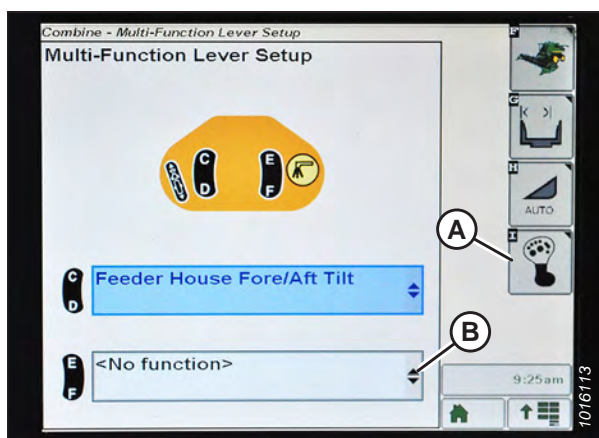 Combine - Multi-Function Lever Setup
Multi-Function Lever Setup
F
G
H
AUTO
I
A
C
D
E
F
C
D
Feeder House Fore/Aft Tilt
B
E
F
<No function>
9:25am
1016113